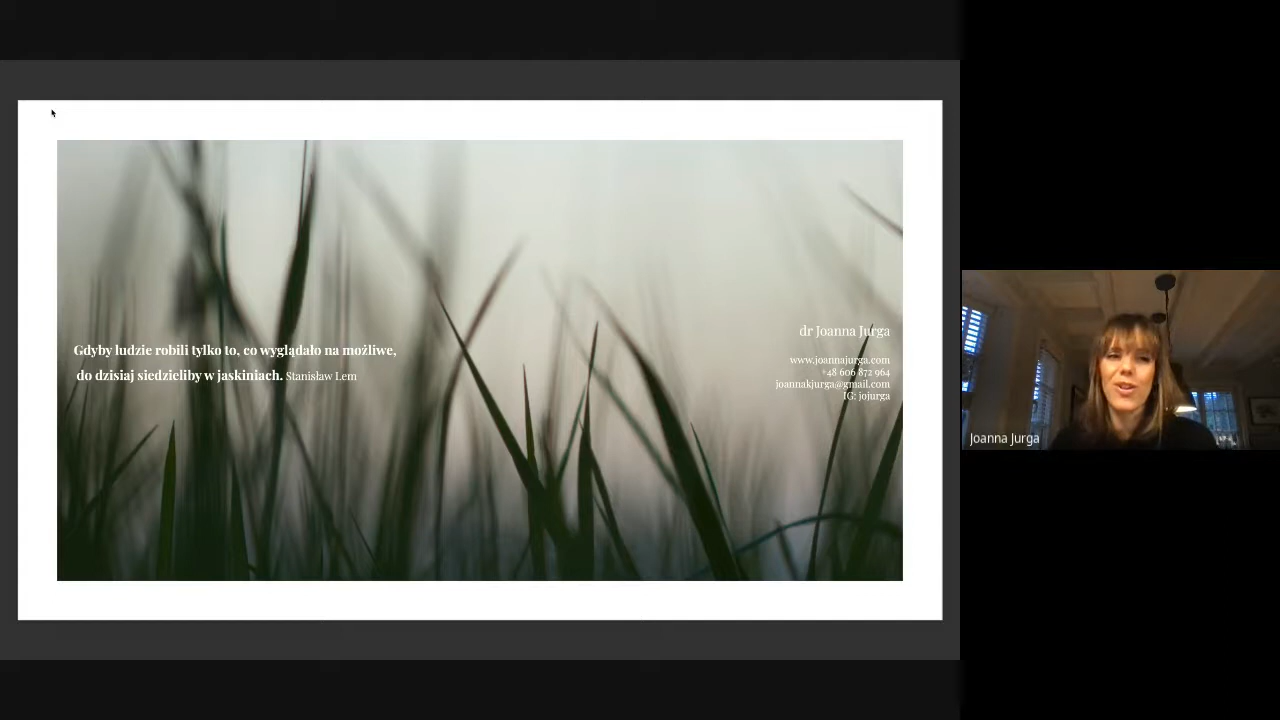 Gdyby ludzie robili tylko to, co wyglądało na możliwe,
do dzisiaj siedzieliby w jaskiniach. Stanisław Lem
dr Joanna Jurga
www.joannajurga.com
+48 606 872 964
joannakjurga@gmail.com
IG: jojurga
Joanna Jurga